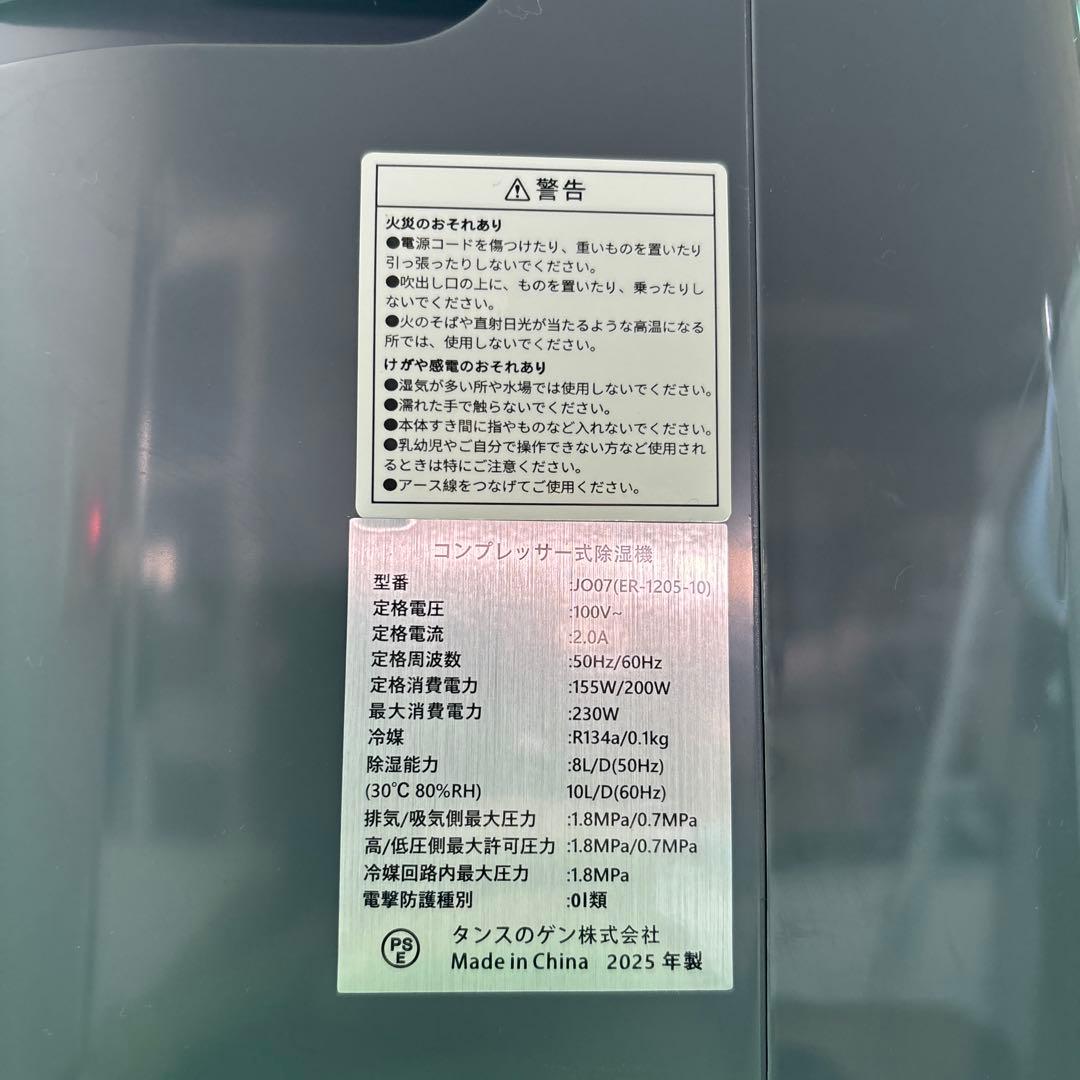 ⚠警告
火災のおそれあり
●電源コードを傷つけたり、重いものを置いたり
引っ張ったりしないでください。
●吹出し口の上に、ものを置いたり、乗ったりし
ないでください。
●火のそばや直射日光が当たるような高温になる
所では、使用しないでください。
けがや感電のおそれあり
●湿気が多い所や水場では使用しないでください。
●濡れた手で触らないでください。
●本体すき間に指やものなど入れないでください。
●乳幼児やご自分で操作できない方など使用され
るときは特にご注意ください。
●アース線をつなげてご使用ください。
コンプレッサー式除湿機
型番 :JO07(ER-1205-10)
定格電圧 :100V~
定格電流 :2.0A
定格周波数 :50Hz/60Hz
定格消費電力 :155W/200W
最大消費電力 :230W
冷媒 :R134a/0.1kg
除湿能力 :8L/D(50Hz)
(30℃ 80%RH) 10L/D(60Hz)
排気/吸気側最大圧力 :1.8MPa/0.7MPa
高/低圧側最大許可圧力 :1.8MPa/0.7MPa
冷媒回路内最大圧力 :1.8MPa
電撃防護種別 :0I類
PS
E
タンスのゲン株式会社
Made in China 2025 年製